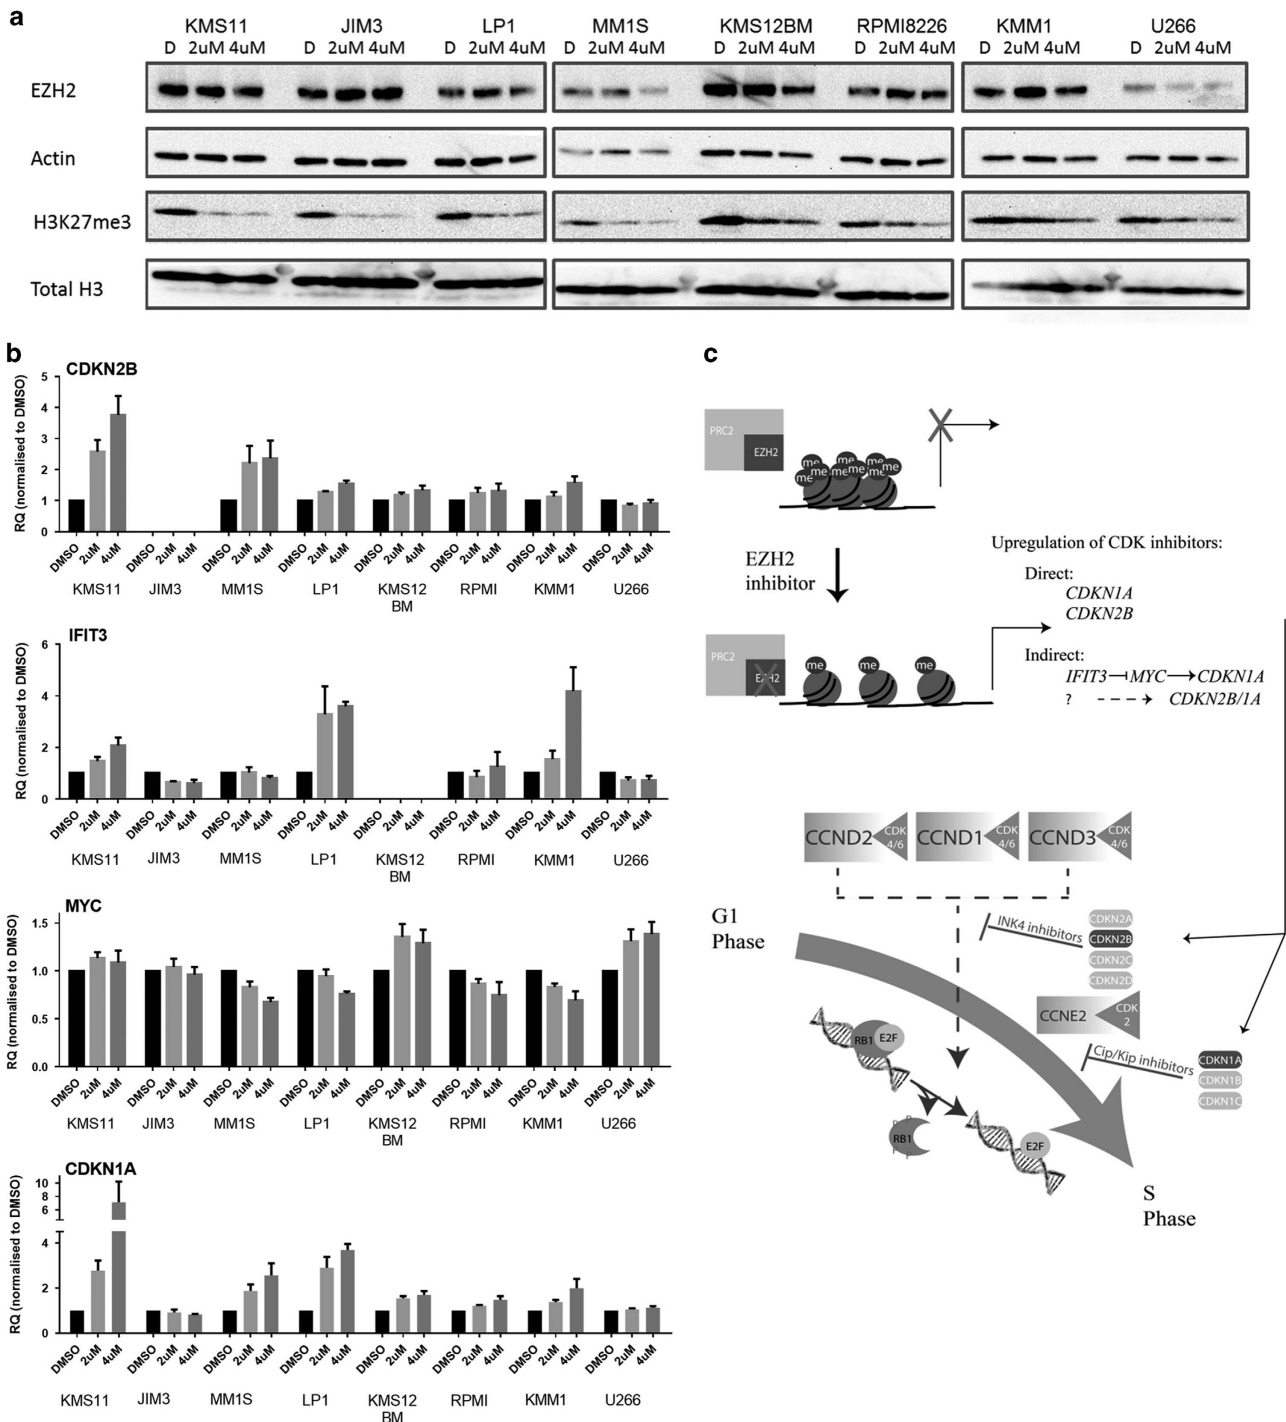 a
KMS11 JIM3 LP1 MM1S KMS12BM RPMI8226 KMM1 U266
D 2uM 4uM D 2uM 4uM D 2uM 4uM D 2uM 4uM D 2uM 4uM D 2uM 4uM D 2uM 4uM D 2uM 4uM
EZH2
Actin
H3K27me3
Total H3
b
CDKN2B
RQ (normalised to DMSO)
5
4
3
2
1
0
DMSO 2uM 4uM DMSO 2uM 4uM DMSO 2uM 4uM DMSO 2uM 4uM DMSO 2uM 4uM DMSO 2uM 4uM DMSO 2uM 4uM DMSO 2uM 4uM
KMS11 JIM3 MM1S LP1 KMS12 RPMI KMM1 U266
BM
IFIT3
RQ (normalised to DMSO)
6
4
2
0
DMSO 2uM 4uM DMSO 2uM 4uM DMSO 2uM 4uM DMSO 2uM 4uM DMSO 2uM 4uM DMSO 2uM 4uM DMSO 2uM 4uM DMSO 2uM 4uM
KMS11 JIM3 MM1S LP1 KMS12 RPMI KMM1 U266
BM
MYC
RQ (normalised to DMSO)
1.5
1.0
0.5
0.0
DMSO 2uM 4uM DMSO 2uM 4uM DMSO 2uM 4uM DMSO 2uM 4uM DMSO 2uM 4uM DMSO 2uM 4uM DMSO 2uM 4uM DMSO 2uM 4uM
KMS11 JIM3 MM1S LP1 KMS12 RPMI KMM1 U266
BM
CDKN1A
RQ (normalised to DMSO)
10
8
6
4
2
0
DMSO 2uM 4uM DMSO 2uM 4uM DMSO 2uM 4uM DMSO 2uM 4uM DMSO 2uM 4uM DMSO 2uM 4uM DMSO 2uM 4uM DMSO 2uM 4uM
KMS11 JIM3 MM1S LP1 KMS12 RPMI KMM1 U266
BM
c
PRC2
EZH2
me me me me me me me
EZH2
inhibitor
PRC2
EZH2
me me me
Upregulation of CDK inhibitors:
Direct:
CDKN1A
CDKN2B
Indirect:
IFIT3 MYC CDKN1A
? CDKN2B/1A
CCND2 CDK 4/6
CCND1 CDK 4/6
CCND3 CDK 4/6
G1
Phase
INK4 inhibitors
CDKN2A
CDKN2B
CDKN2C
CDKN2D
CCNE2 CDK 2
Cip/Kip inhibitors
CDKN1A
CDKN1B
CDKN1C
RB1 E2F
P
RB1
P P
E2F
S
Phase